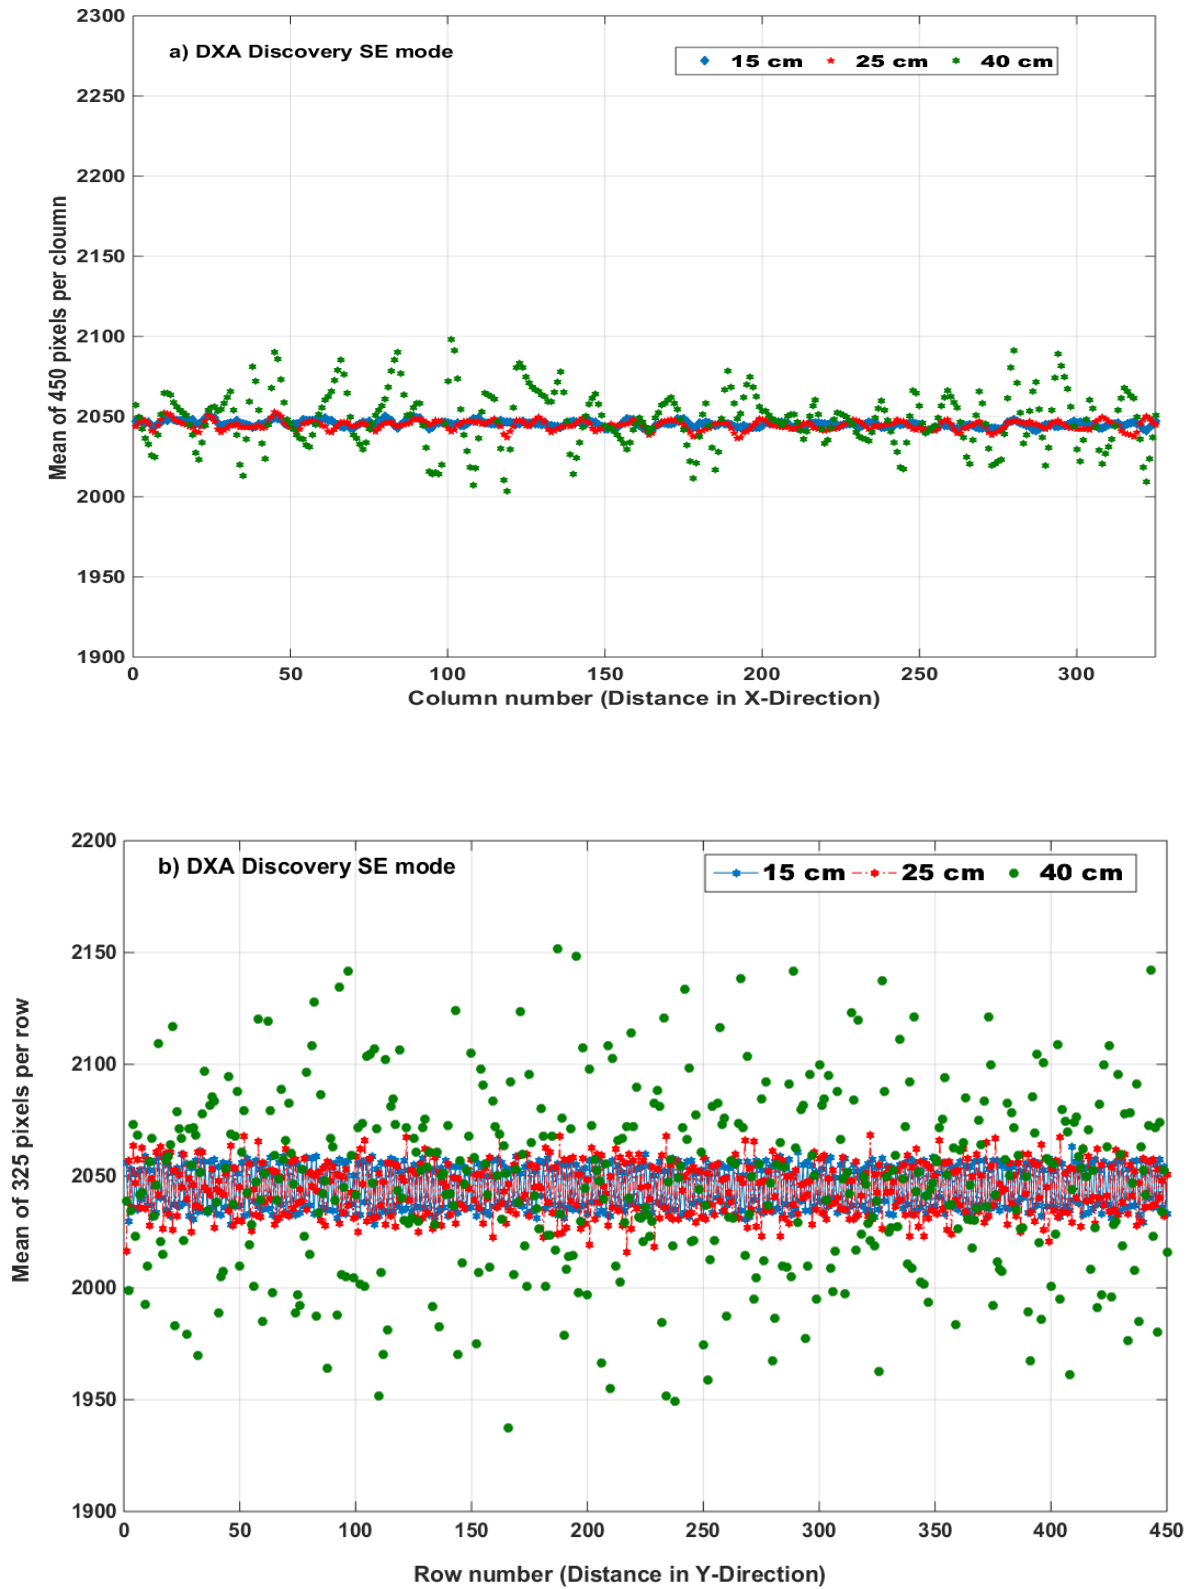 2300
a) DXA Discovery SE mode
15 cm 25 cm 40 cm
2250
2200
2150
2100
2050
2000
1950
1900
Mean of 450 pixels per cloumn
0 50 100 150 200 250 300
Column number (Distance in X-Direction)
2200
b) DXA Discovery SE mode
15 cm 25 cm 40 cm
2150
2100
2050
2000
1950
1900
Mean of 325 pixels per row
0 50 100 150 200 250 300 350 400 450
Row number (Distance in Y-Direction)